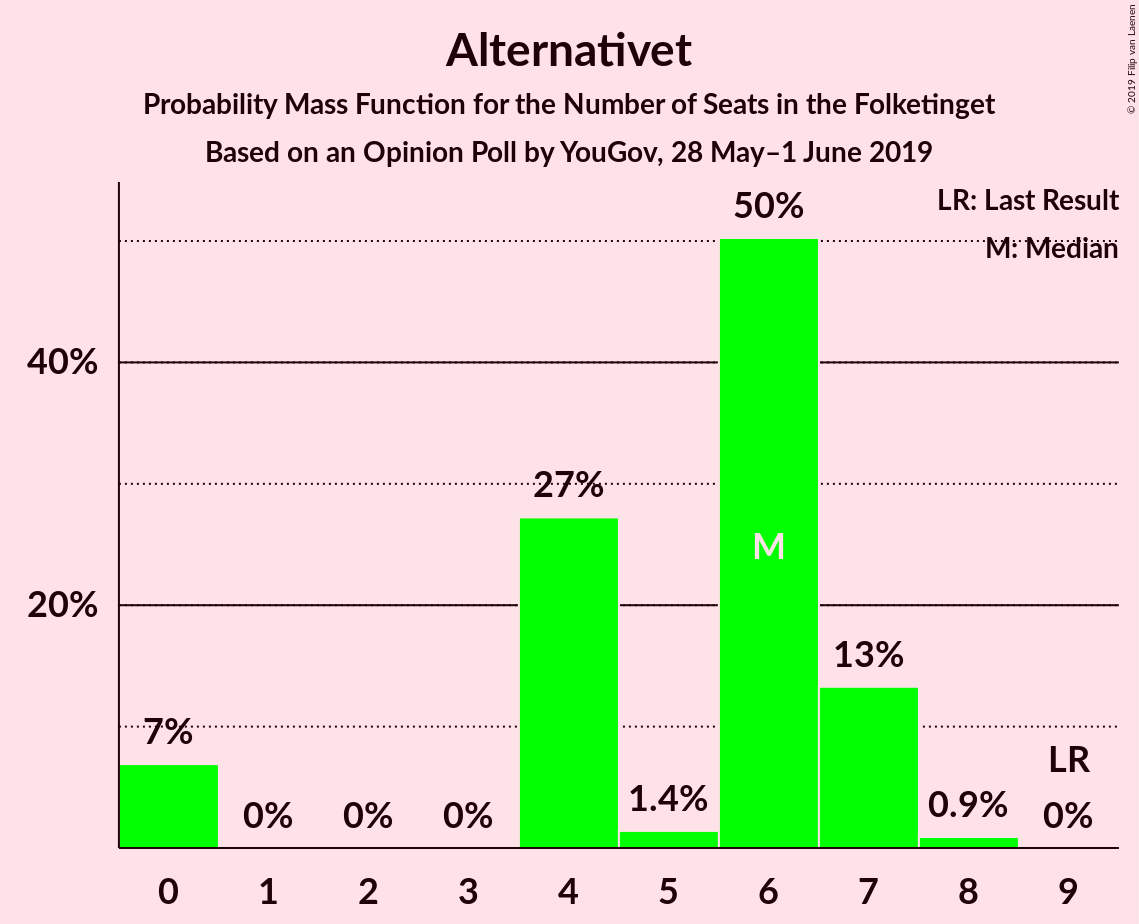 Alternativet
Probability Mass Function for the Number of Seats in the Folketinget
Based on an Opinion Poll by YouGov, 28 May–1 June 2019
© 2019 Filip van Laenen
LR: Last Result
M: Median
50%
40%
27%
M
20%
13%
7%
LR
0%
0%
0%
1.4%
0.9%
0%
0 1 2 3 4 5 6 7 8 9